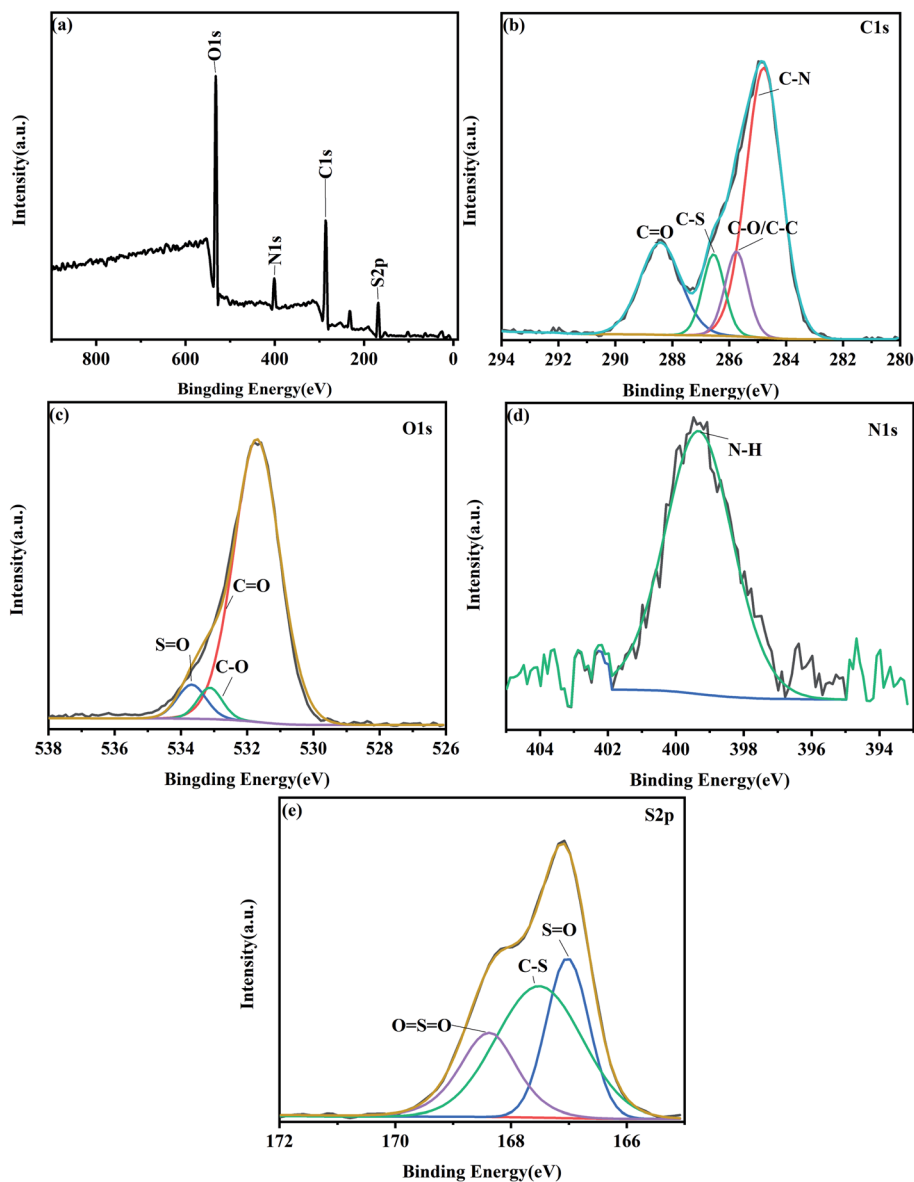 (a)
O1s
N1s
C1s
S2p
Intensity(a.u.)
800 600 400 200 0
Bingding Energy(eV)
(b)
C1s
C-N
C-S
C=O
C-O/C-C
Intensity(a.u.)
294 292 290 288 286 284 282 280
Binding Energy(eV)
(c)
O1s
C=O
S=O
C-O
Intensity(a.u.)
538 536 534 532 530 528 526
Bingding Energy(eV)
(d)
N1s
N-H
Intensity(a.u.)
404 402 400 398 396 394
Binding Energy(eV)
(e)
S2p
S=O
C-S
O=S=O
Intensity(a.u.)
172 170 168 166
Binding Energy(eV)